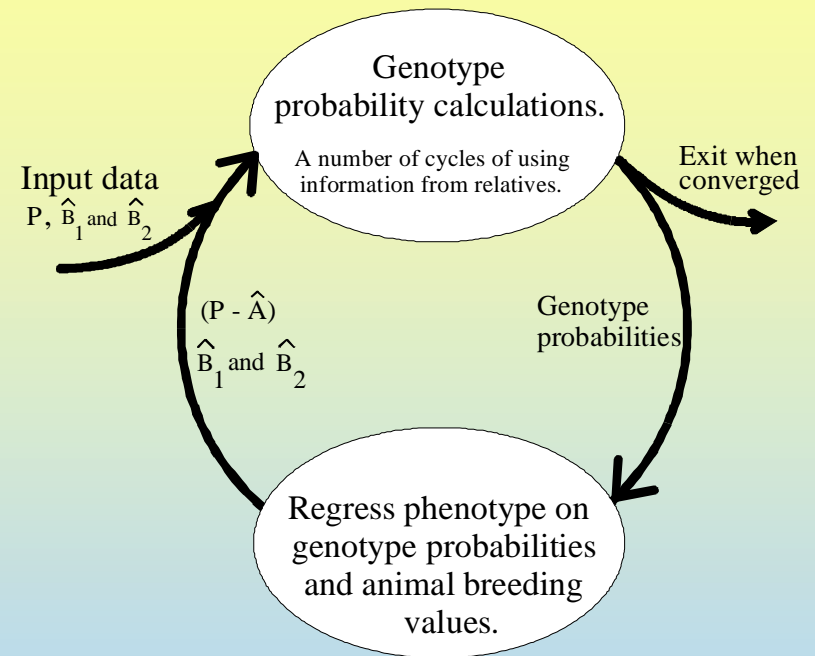 Genotype
probability calculations.
A number of cycles of using
information from relatives.
Input data
P, B̂₁ and B̂₂
Exit when
converged
(P - Â)
B̂₁ and B̂₂
Genotype
probabilities
Regress phenotype on
genotype probabilities
and animal breeding
values.